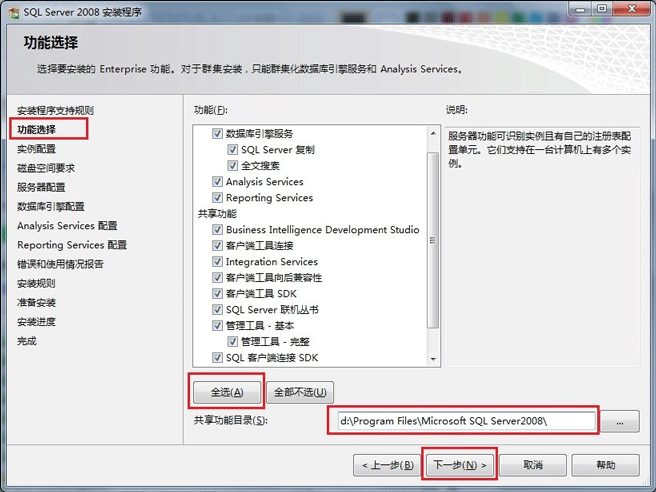 SQL Server 2008 安装程序
功能选择
选择要安装的 Enterprise 功能。对于群集安装，只能群集化数据库引擎服务和 Analysis Services。
安装程序支持规则
功能选择
实例配置
磁盘空间要求
服务器配置
数据库引擎配置
Analysis Services 配置
Reporting Services 配置
错误和使用情况报告
安装规则
准备安装
安装进度
完成
功能(F):
数据库引擎服务
SQL Server 复制
全文搜索
Analysis Services
Reporting Services
共享功能
Business Intelligence Development Studio
客户端工具连接
Integration Services
客户端工具向后兼容性
客户端工具 SDK
SQL Server 联机丛书
管理工具 - 基本
管理工具 - 完整
SQL 客户端连接 SDK
说明:
服务器功能可识别实例且有自己的注册表配
置单元。它们支持在一台计算机上有多个实
例。
全选(A)
全部不选(U)
共享功能目录(S):
d:\Program Files\Microsoft SQL Server2008\
...
< 上一步(B)
下一步(N) >
取消
帮助